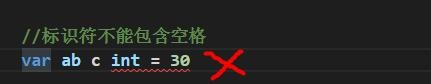 //标识符不能包含空格
var ab c int = 30